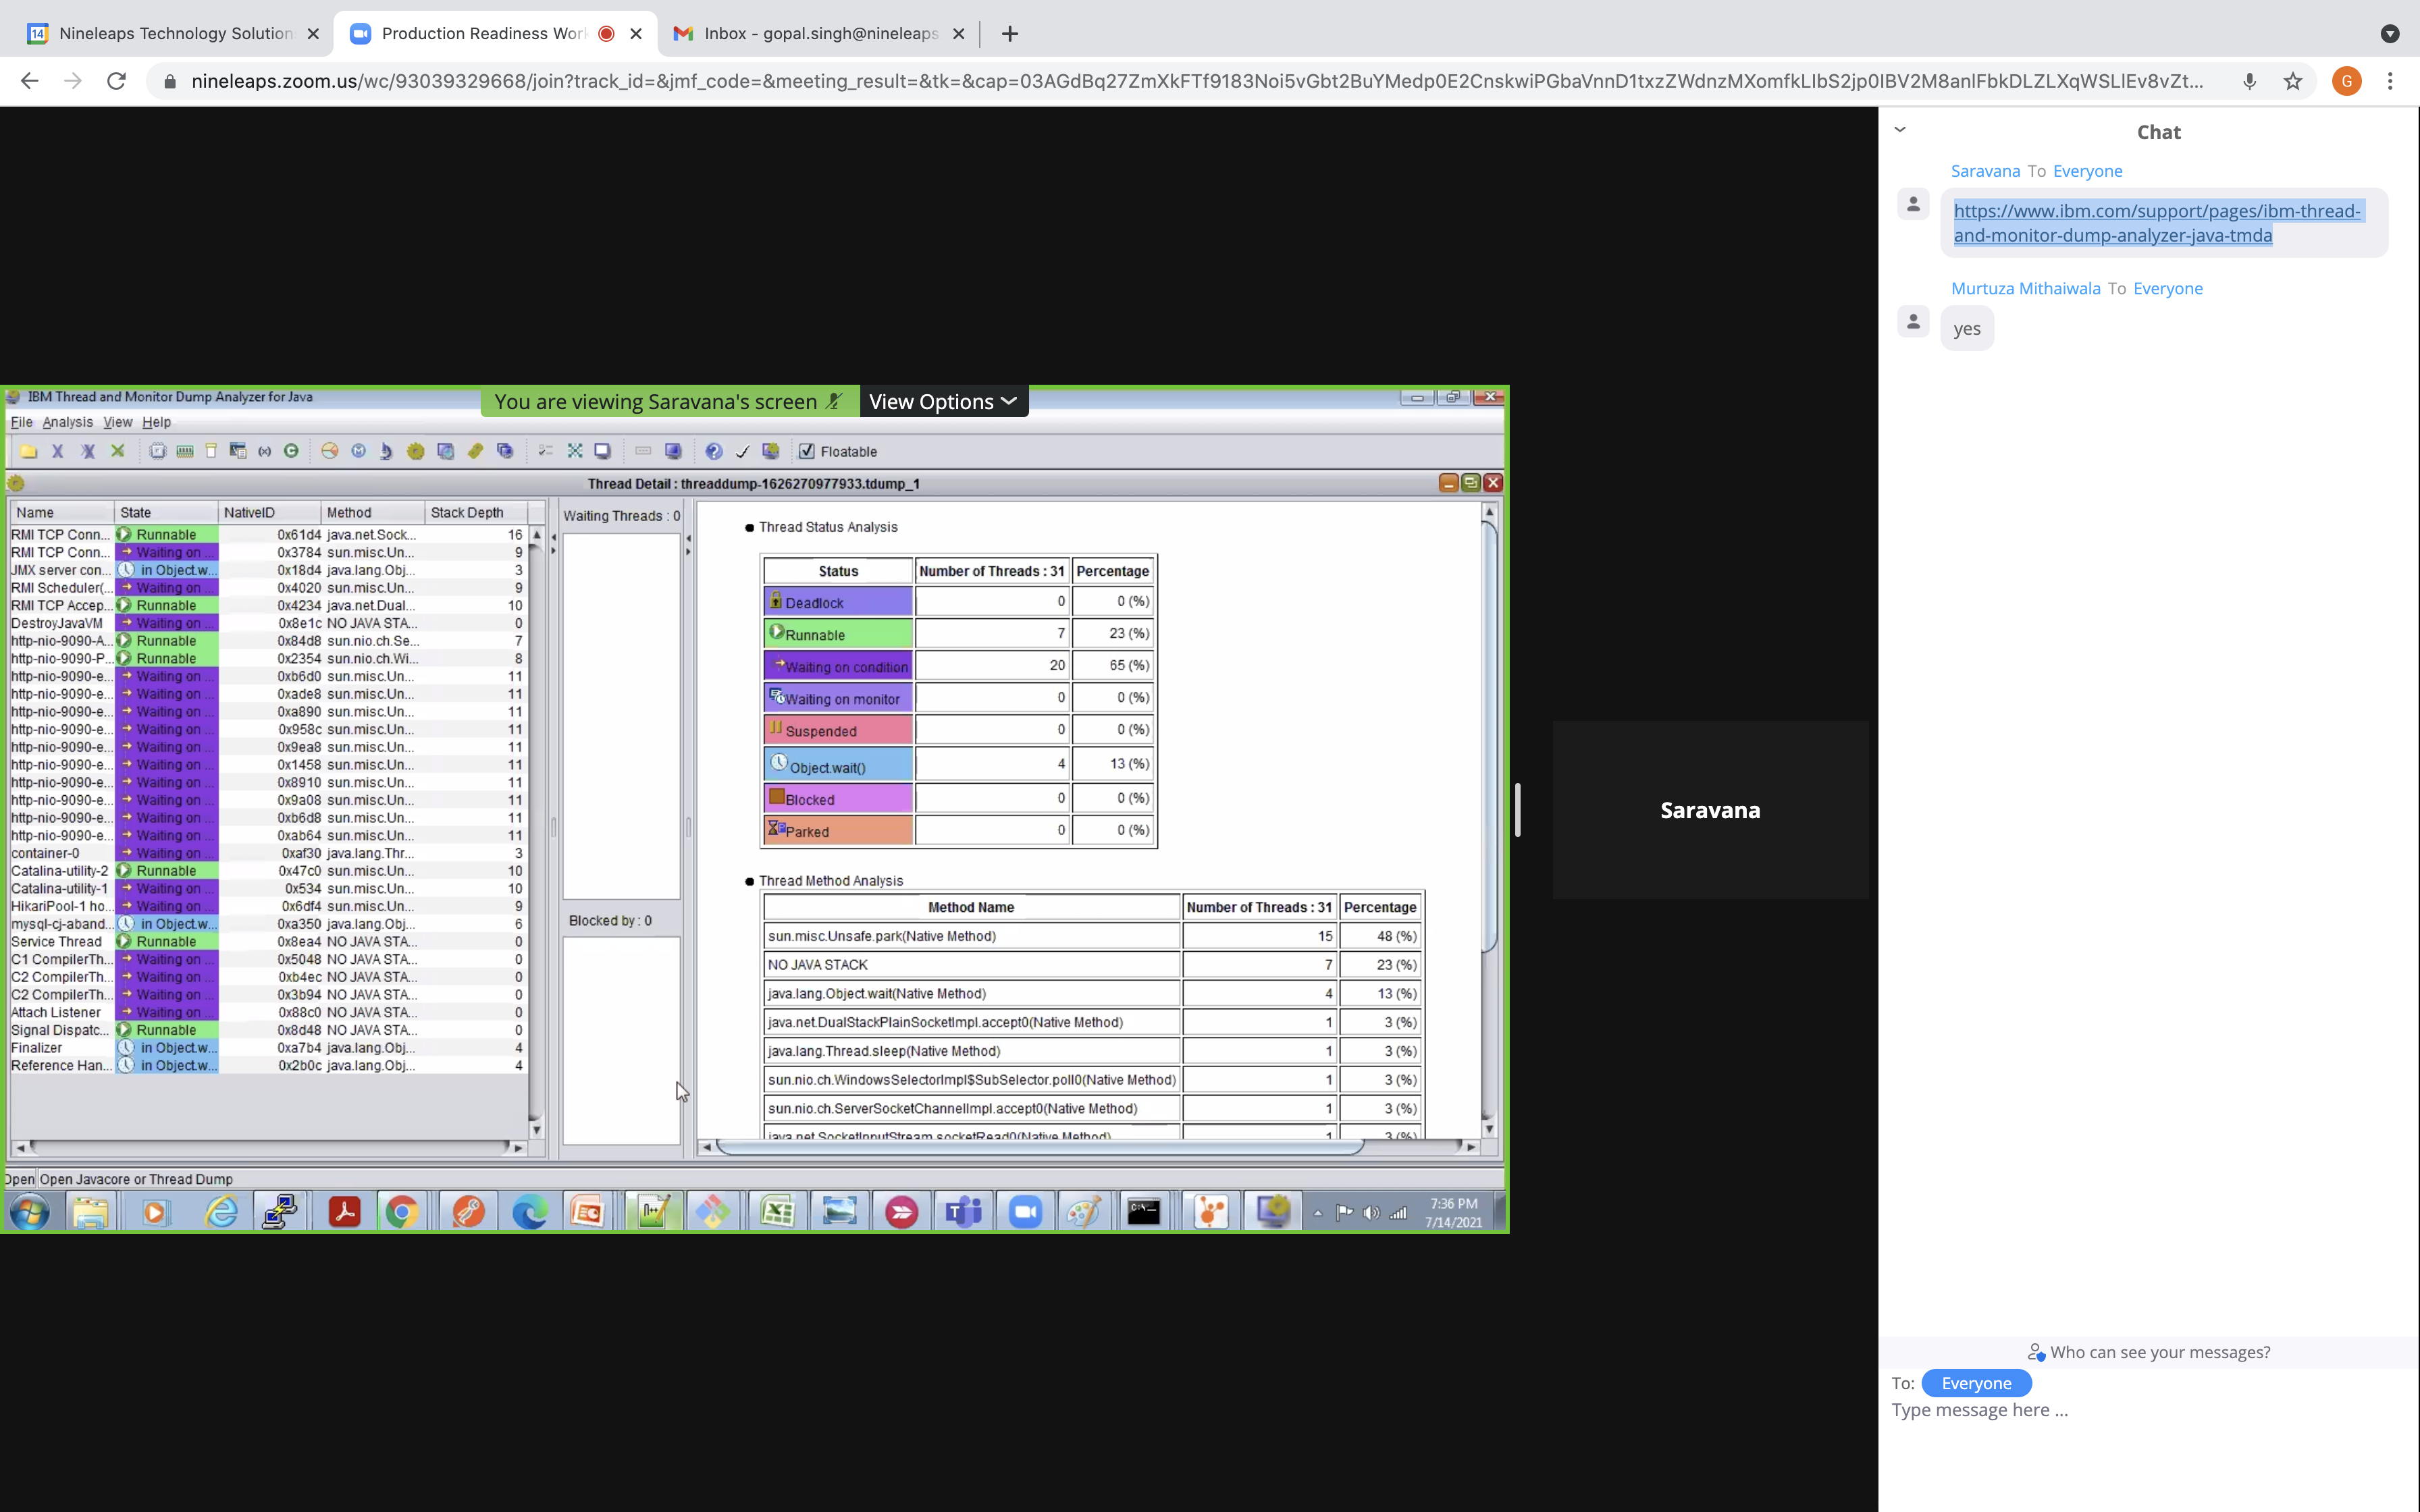 14 Nineleaps Technology Solution
Production Readiness Wor
Inbox - gopal.singh@nineleaps
nineleaps.zoom.us/wc/93039329668/join?track_id=&jmf_code=&meeting_result=&tk=&cap=03AGdBq27ZmXkFTf9183Noi5vGbt2BuYMedp0E2CnskwiPGbaVnnD1txzZWdnzMXomfkLIbS2jp0IBV2M8anlFbkDLZLXqWSLlEv8vZt...
G
Chat
Saravana To Everyone
https://www.ibm.com/support/pages/ibm-thread-
and-monitor-dump-analyzer-java-tmda
Murtuza Mithaiwala To Everyone
yes
IBM Thread and Monitor Dump Analyzer for Java
You are viewing Saravana's screen View Options
File Analysis View Help
Floatable
Thread Detail : threaddump-1626270977933.tdump_1
Name State NativeID Method Stack Depth
RMI TCP Conn... Runnable 0x61d4 java.net.Sock... 16
RMI TCP Conn... Waiting on ... 0x3784 sun.misc.Un... 9
JMX server con... in Object.w... 0x18d4 java.lang.Obj... 3
RMI Scheduler(... Waiting on ... 0x4020 sun.misc.Un... 9
RMI TCP Accep... Runnable 0x4234 java.net.Dual... 10
DestroyJavaVM Waiting on ... 0x8e1c NO JAVA STA... 0
http-nio-9090-A... Runnable 0x84d8 sun.nio.ch.Se... 7
http-nio-9090-P... Runnable 0x2354 sun.nio.ch.Wi... 8
http-nio-9090-e... Waiting on ... 0xb6d0 sun.misc.Un... 11
http-nio-9090-e... Waiting on ... 0xade8 sun.misc.Un... 11
http-nio-9090-e... Waiting on ... 0xa890 sun.misc.Un... 11
http-nio-9090-e... Waiting on ... 0x958c sun.misc.Un... 11
http-nio-9090-e... Waiting on ... 0x9ea8 sun.misc.Un... 11
http-nio-9090-e... Waiting on ... 0x1458 sun.misc.Un... 11
http-nio-9090-e... Waiting on ... 0x8910 sun.misc.Un... 11
http-nio-9090-e... Waiting on ... 0x9a08 sun.misc.Un... 11
http-nio-9090-e... Waiting on ... 0xb6d8 sun.misc.Un... 11
http-nio-9090-e... Waiting on ... 0xab64 sun.misc.Un... 11
container-0 Waiting on ... 0xaf30 java.lang.Thr... 3
Catalina-utility-2 Runnable 0x47c0 sun.misc.Un... 10
Catalina-utility-1 Waiting on ... 0x534 sun.misc.Un... 10
HikariPool-1 ho... Waiting on ... 0x6df4 sun.misc.Un... 9
mysql-cj-aband... in Object.w... 0xa350 java.lang.Obj... 6
Service Thread Runnable 0x8ea4 NO JAVA STA... 0
C1 CompilerTh... Waiting on ... 0x5048 NO JAVA STA... 0
C2 CompilerTh... Waiting on ... 0xb4ec NO JAVA STA... 0
C2 CompilerTh... Waiting on ... 0x3b94 NO JAVA STA... 0
Attach Listener Waiting on ... 0x88c0 NO JAVA STA... 0
Signal Dispatc... Runnable 0x8d48 NO JAVA STA... 0
Finalizer in Object.w... 0xa7b4 java.lang.Obj... 4
Reference Han... in Object.w... 0x2b0c java.lang.Obj... 4
Waiting Threads : 0
Blocked by : 0
Thread Status Analysis
Status Number of Threads : 31 Percentage
Deadlock 0 0 (%)
Runnable 7 23 (%)
Waiting on condition 20 65 (%)
Waiting on monitor 0 0 (%)
Suspended 0 0 (%)
Object.wait() 4 13 (%)
Blocked 0 0 (%)
Parked 0 0 (%)
Thread Method Analysis
Method Name Number of Threads : 31 Percentage
sun.misc.Unsafe.park(Native Method) 15 48 (%)
NO JAVA STACK 7 23 (%)
java.lang.Object.wait(Native Method) 4 13 (%)
java.net.DualStackPlainSocketImpl.accept0(Native Method) 1 3 (%)
java.lang.Thread.sleep(Native Method) 1 3 (%)
sun.nio.ch.WindowsSelectorImpl$SubSelector.poll0(Native Method) 1 3 (%)
sun.nio.ch.ServerSocketChannelImpl.accept0(Native Method) 1 3 (%)
java.net.SocketInputStream.socketRead0(Native Method) 1 3 (%)
Saravana
Open Open Javacore or Thread Dump
7:36 PM
7/14/2021
Who can see your messages?
To: Everyone
Type message here ...